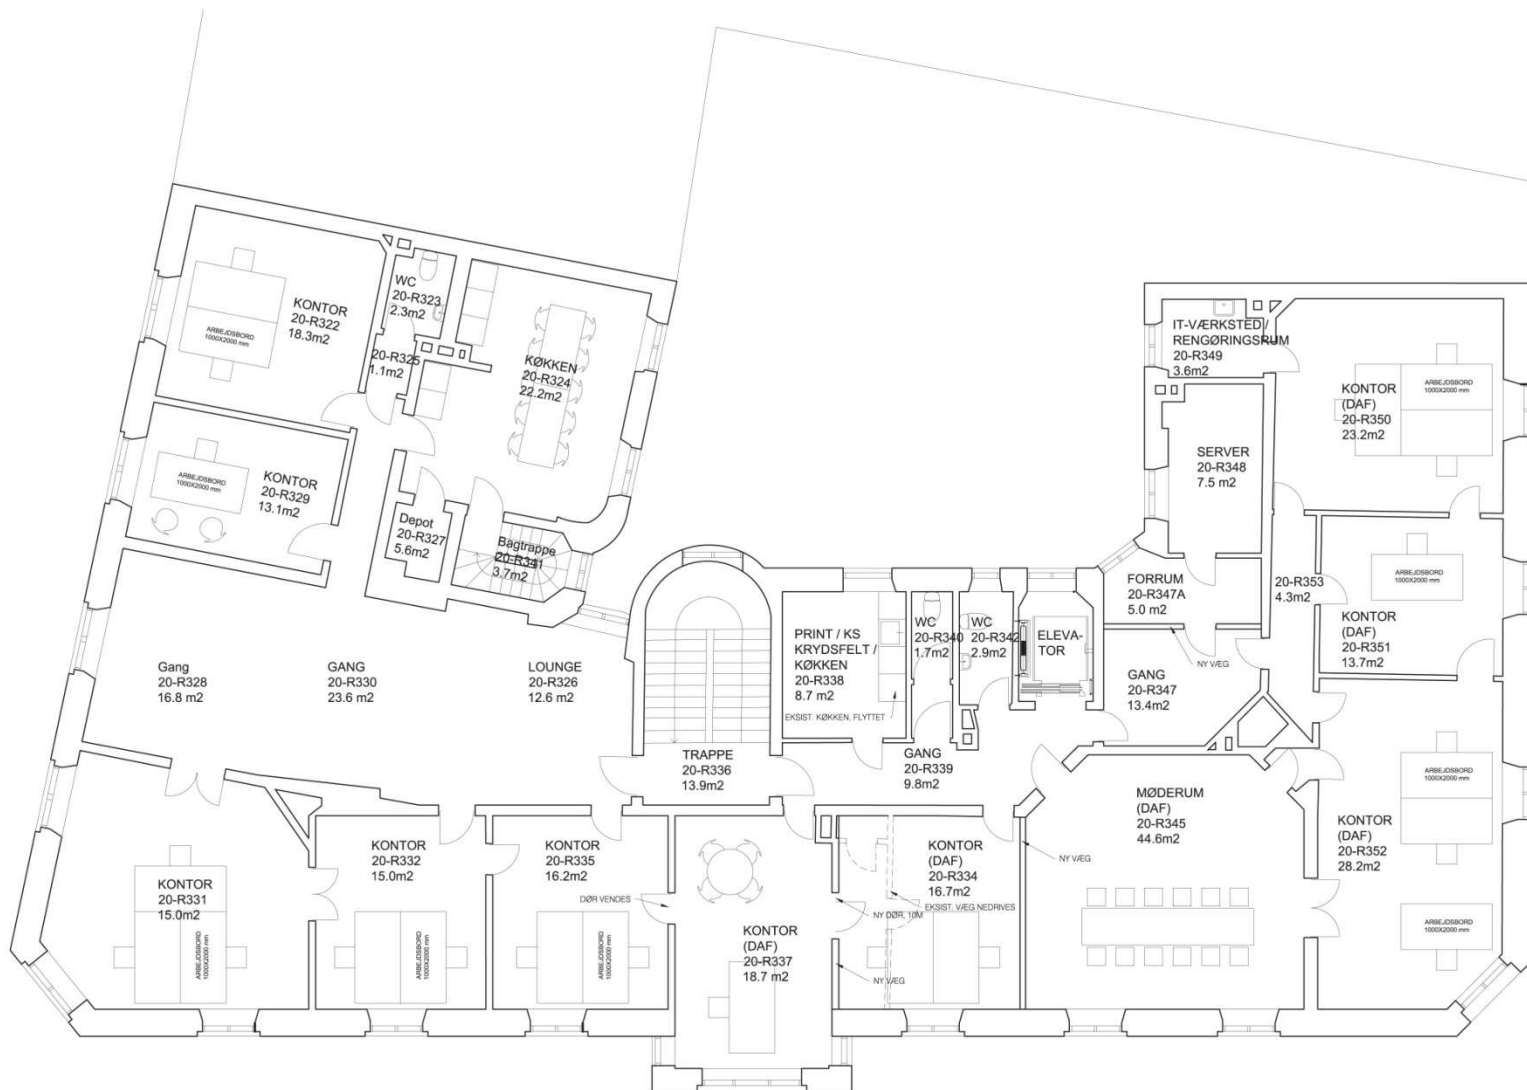 KONTOR
20-R322
18.3m2
ARBEJDSBORD
1000X2000 mm
WC
20-R323
2.3m2
20-R325
1.1m2
KØKKEN
20-R324
22.2m2
KONTOR
20-R329
13.1m2
ARBEJDSBORD
1000X2000 mm
Depot
20-R327
5.6m2
Bagtrappe
20-R341
3.7m2
Gang
20-R328
16.8 m2
GANG
20-R330
23.6 m2
LOUNGE
20-R326
12.6 m2
TRAPPE
20-R336
13.9m2
PRINT / KS
KRYDSFELT /
KØKKEN
20-R338
8.7 m2
EKSIST. KØKKEN, FLYTTET
WC
20-R340
1.7m2
WC
20-R342
2.9m2
ELEVA-
TOR
GANG
20-R339
9.8m2
IT-VÆRKSTED /
RENGØRINGSRUM
20-R349
3.6m2
SERVER
20-R348
7.5 m2
FORRUM
20-R347A
5.0 m2
NY VÆG
GANG
20-R347
13.4m2
20-R353
4.3m2
KONTOR
(DAF)
20-R350
23.2m2
ARBEJDSBORD
1000X2000 mm
ARBEJDSBORD
1000X2000 mm
KONTOR
(DAF)
20-R351
13.7m2
KONTOR
20-R331
15.0m2
ARBEJDSBORD
1000X2000 mm
KONTOR
20-R332
15.0m2
ARBEJDSBORD
1000X2000 mm
KONTOR
20-R335
16.2m2
DØR VENDES
ARBEJDSBORD
1000X2000 mm
KONTOR
(DAF)
20-R337
18.7 m2
NY DØR, 10M
NY VÆG
KONTOR
(DAF)
20-R334
16.7m2
EKSIST. VÆG NEDRIVES
NY VÆG
MØDERUM
(DAF)
20-R345
44.6m2
KONTOR
(DAF)
20-R352
28.2m2
ARBEJDSBORD
1000X2000 mm
ARBEJDSBORD
1000X2000 mm